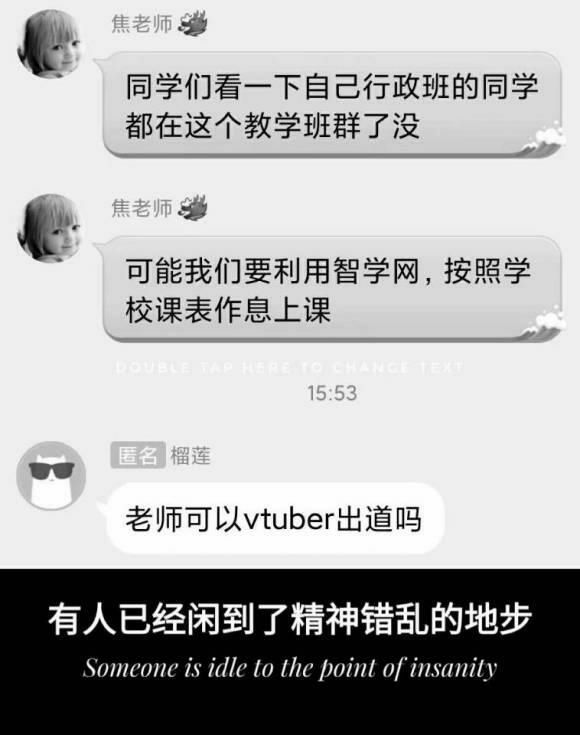 焦老师
同学们看一下自己行政班的同学
都在这个教学班群了没
焦老师
可能我们要利用智学网，按照学
校课表作息上课
DOUBLE TAP HERE TO CHANGE TEXT
15:53
匿名 榴莲
老师可以vtuber出道吗
有人已经闲到了精神错乱的地步
Someone is idle to the point of insanity